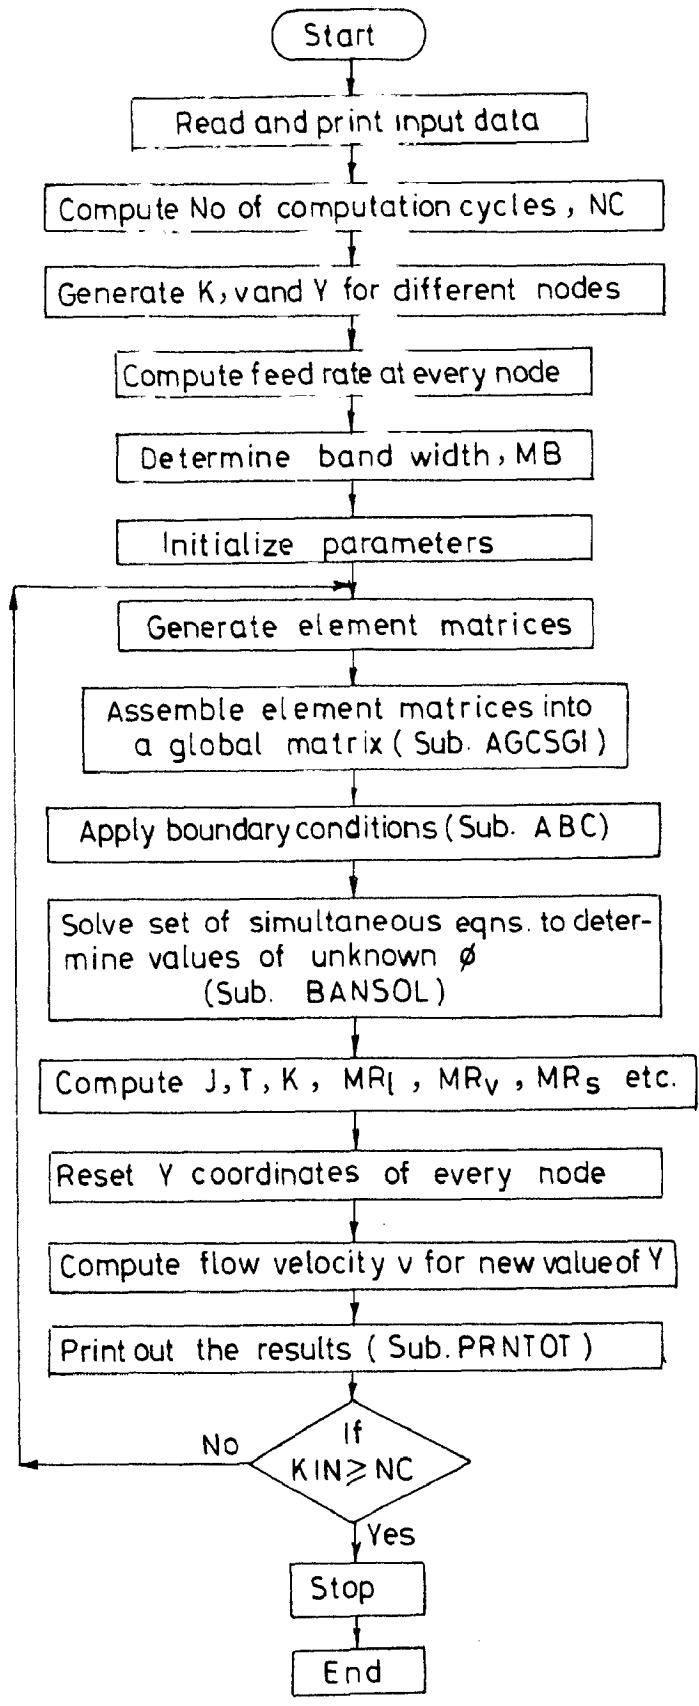 Start
Read and print input data
Compute No of computation cycles, NC
Generate K, v and Y for different nodes
Compute feed rate at every node
Determine band width, MB
Initialize parameters
Generate element matrices
Assemble element matrices into
a global matrix (Sub. AGCSGI)
Apply boundary conditions (Sub. ABC)
Solve set of simultaneous eqns. to deter-
mine values of unknown ø
(Sub. BANSOL)
Compute J, T, K, MRl, MRv, MRs etc.
Reset Y coordinates of every node
Compute flow velocity v for new value of Y
Print out the results (Sub. PRNTOT)
If
KIN ≥ NC
No
Yes
Stop
End